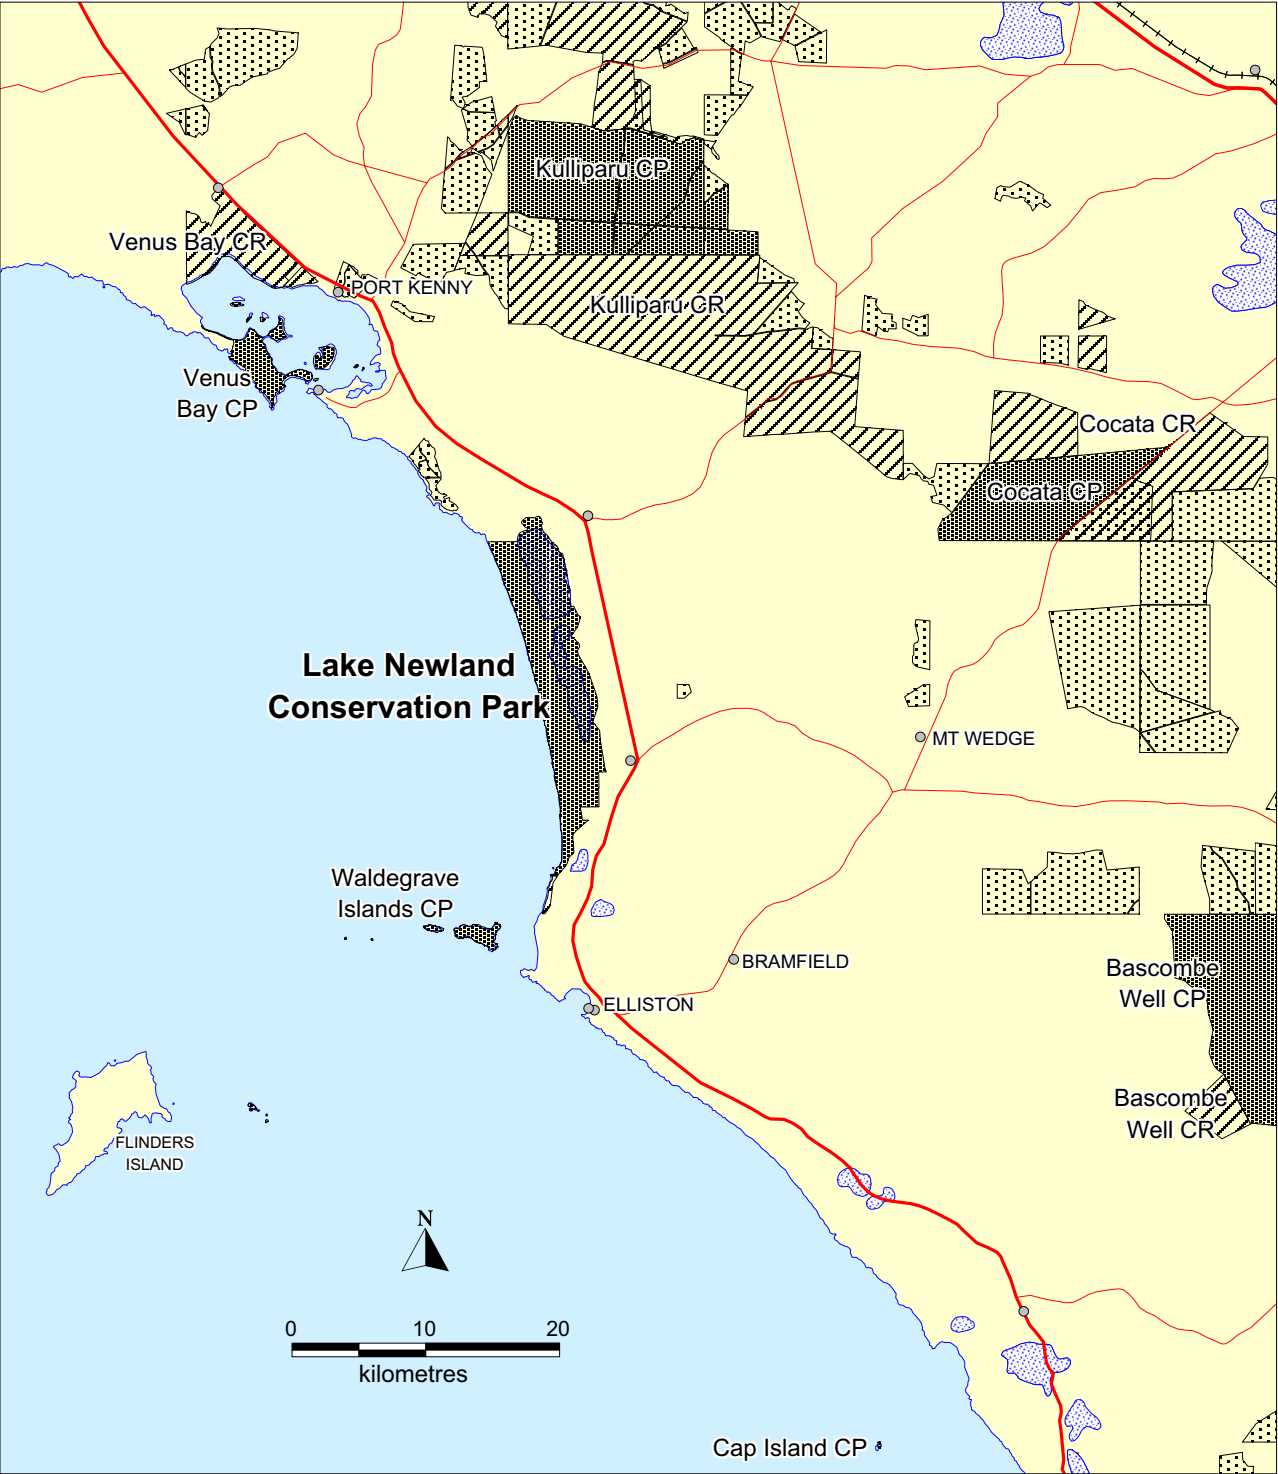 Kulliparu CP
Venus Bay CR
PORT KENNY
Kulliparu CR
Venus
Bay CP
Cocata CR
Cocata CP
Lake Newland
Conservation Park
MT WEDGE
Waldegrave
Islands CP
BRAMFIELD
Bascombe
Well CP
ELLISTON
Bascombe
Well CR
FLINDERS
ISLAND
N
0 10 20
kilometres
Cap Island CP